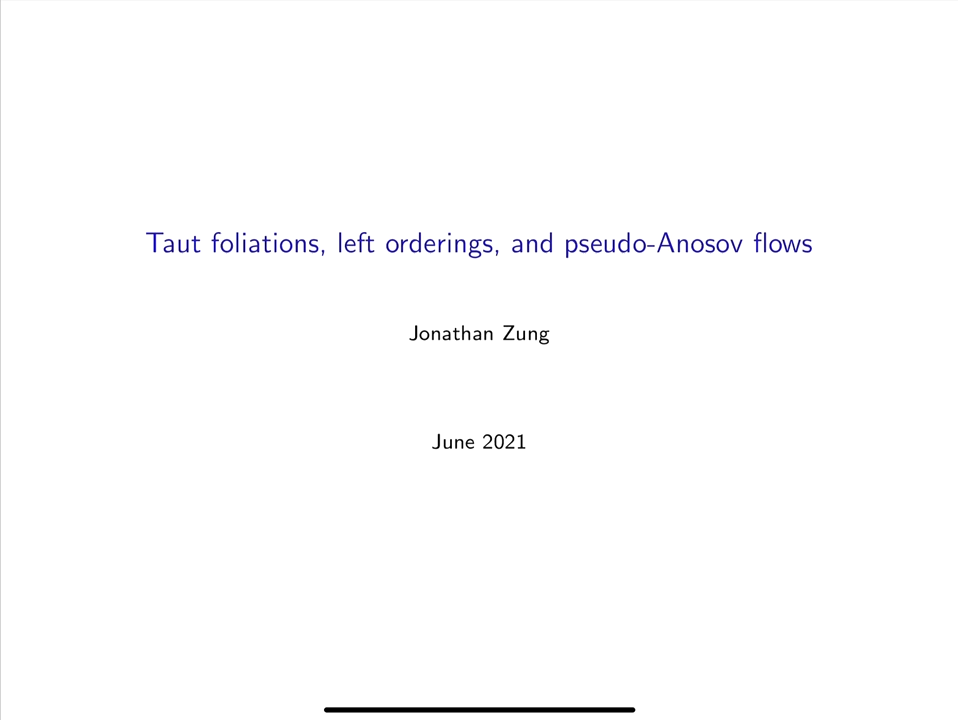 Taut foliations, left orderings, and pseudo-Anosov flows
Jonathan Zung
June 2021